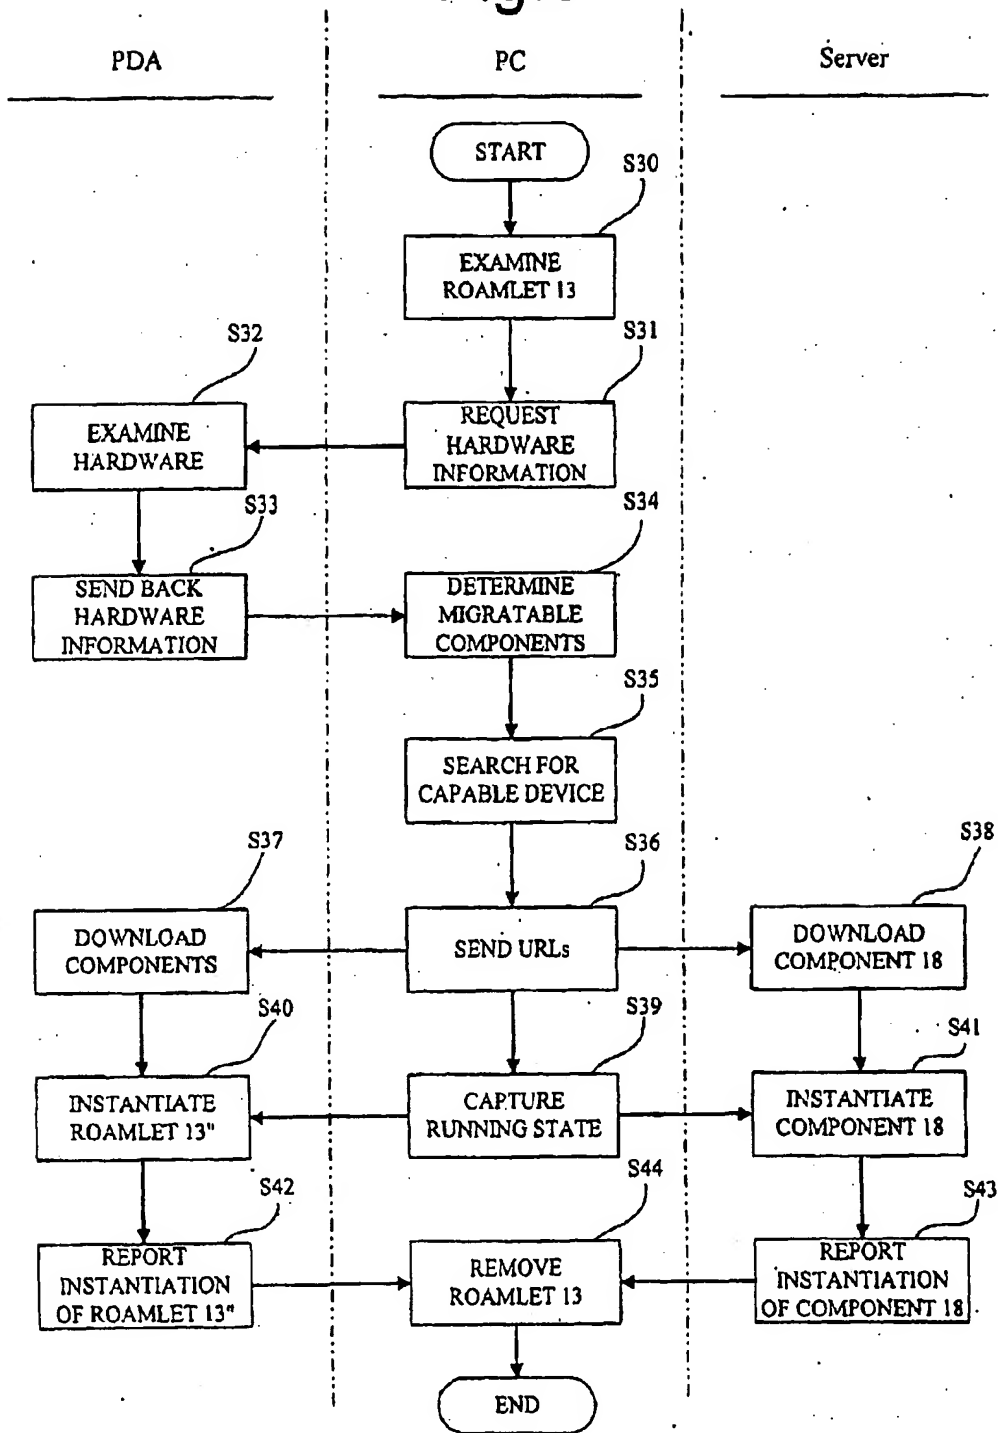 PDA
PC
Server
START
S30
EXAMINE
ROAMLET 13
S31
REQUEST
HARDWARE
INFORMATION
S32
EXAMINE
HARDWARE
S33
SEND BACK
HARDWARE
INFORMATION
S34
DETERMINE
MIGRATABLE
COMPONENTS
S35
SEARCH FOR
CAPABLE DEVICE
S36
SEND URLs
S37
DOWNLOAD
COMPONENTS
S38
DOWNLOAD
COMPONENT 18
S39
CAPTURE
RUNNING STATE
S40
INSTANTIATE
ROAMLET 13"
S41
INSTANTIATE
COMPONENT 18
S42
REPORT
INSTANTIATION
OF ROAMLET 13"
S43
REPORT
INSTANTIATION
OF COMPONENT 18
S44
REMOVE
ROAMLET 13
END